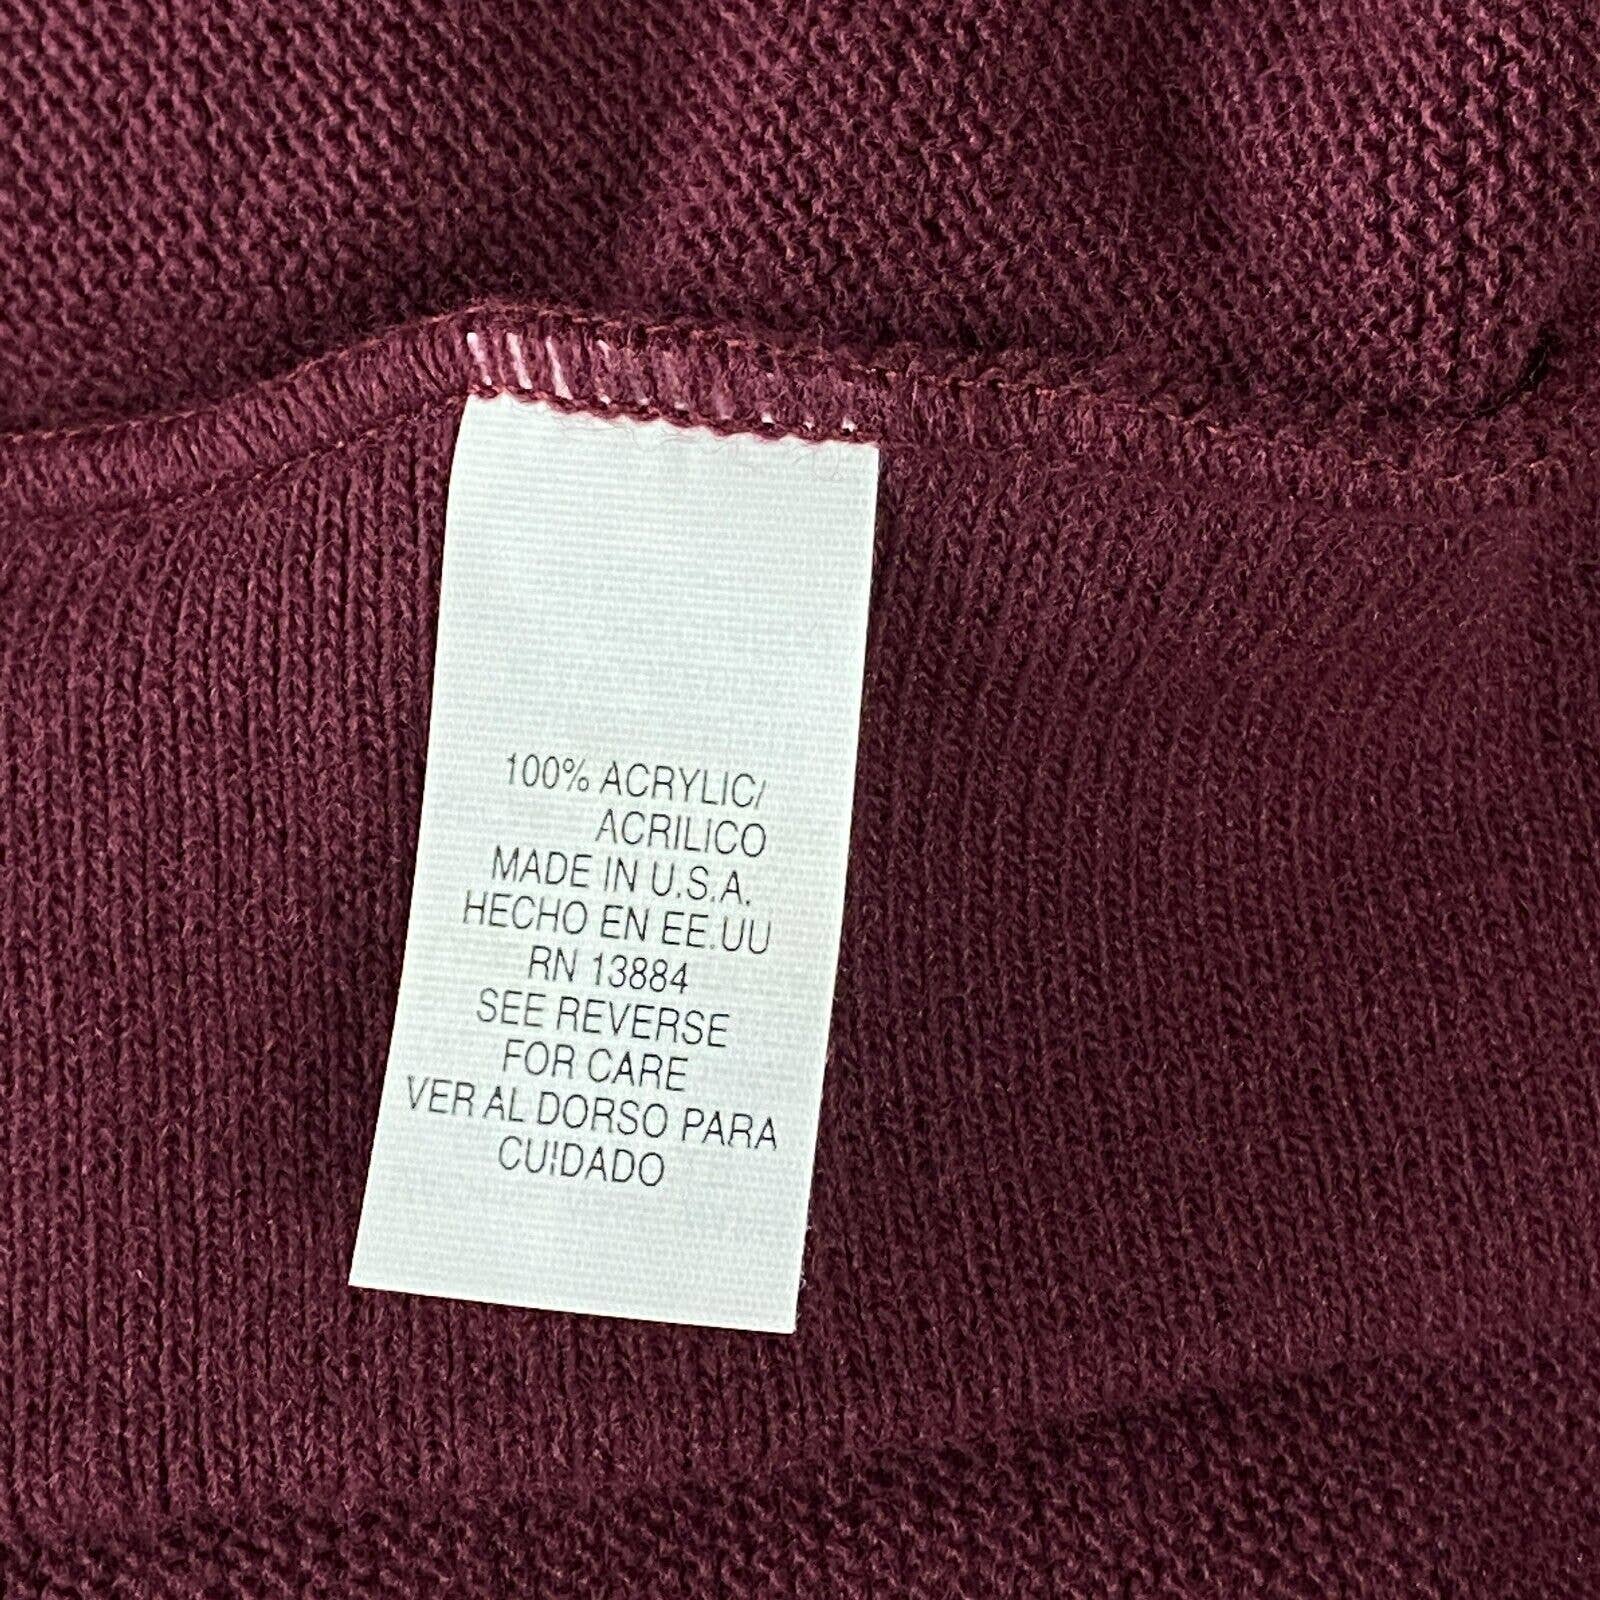 100% ACRYLIC/
ACRILICO
MADE IN U.S.A.
HECHO EN EE.UU
RN 13884
SEE REVERSE
FOR CARE
VER AL DORSO PARA
CUIDADO